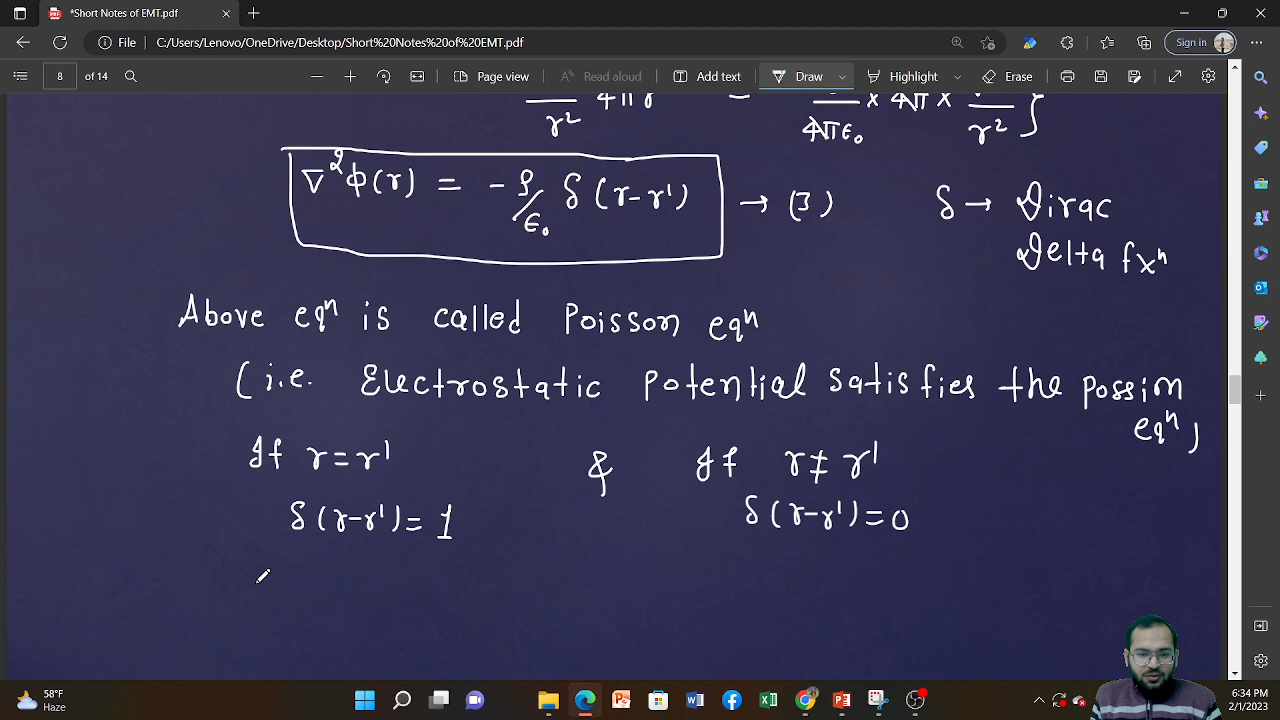 *Short Notes of EMT.pdf
File C:/Users/Lenovo/OneDrive/Desktop/Short%20Notes%20of%20EMT.pdf Sign in
8 of 14 Page view Read aloud Add text Draw Highlight Erase
r² 4πϵ₀ r²
∇²ϕ(r) = -ρ/ϵ₀ δ(r-r') → (3) δ → Dirac
Delta fxⁿ
Above eqⁿ is called Poisson eqⁿ
(i.e. Electrostatic Potential satisfies the possion
eqⁿ)
If r=r' & If r≠r'
δ(r-r')=1 δ(r-r')=0
58°F
Haze
6:34 PM
2/1/2023